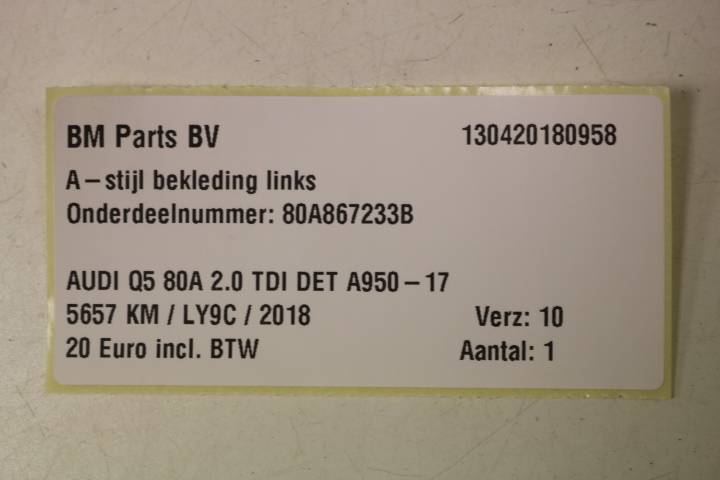 BM Parts BV 130420180958
A-stijl bekleding links
Onderdeelnummer: 80A867233B
AUDI Q5 80A 2.0 TDI DET A950-17
5657 KM / LY9C / 2018 Verz: 10
20 Euro incl. BTW Aantal: 1